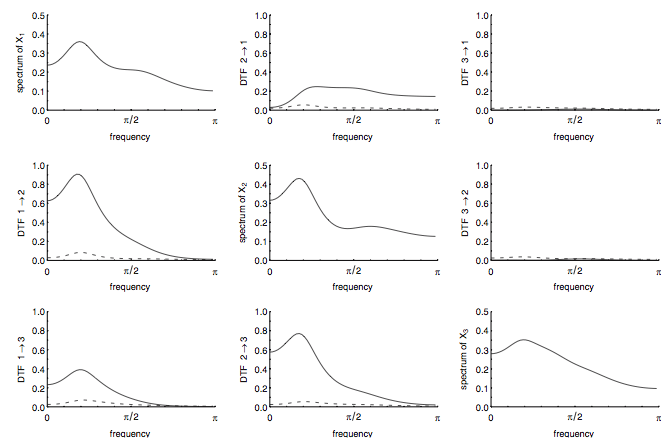 spectrum of X1
0.5
0.4
0.3
0.2
0.1
0.0
0
π/2
π
frequency
DTF 2→1
1.0
0.8
0.6
0.4
0.2
0.0
0
π/2
π
frequency
DTF 3→1
1.0
0.8
0.6
0.4
0.2
0.0
0
π/2
π
frequency
DTF 1→2
1.0
0.8
0.6
0.4
0.2
0.0
0
π/2
π
frequency
spectrum of X2
0.5
0.4
0.3
0.2
0.1
0.0
0
π/2
π
frequency
DTF 3→2
1.0
0.8
0.6
0.4
0.2
0.0
0
π/2
π
frequency
DTF 1→3
1.0
0.8
0.6
0.4
0.2
0.0
0
π/2
π
frequency
DTF 2→3
1.0
0.8
0.6
0.4
0.2
0.0
0
π/2
π
frequency
spectrum of X3
0.5
0.4
0.3
0.2
0.1
0
π/2
π
frequency